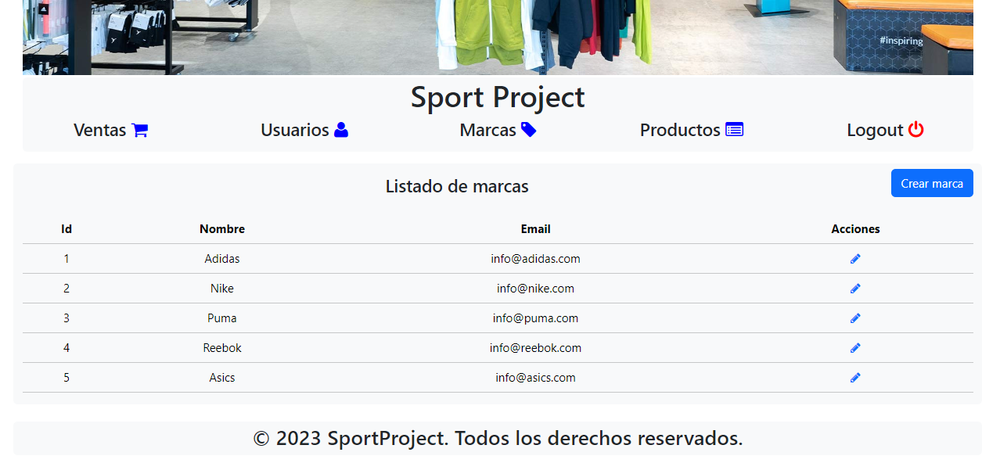 #inspiring
Sport Project
Ventas Usuarios Marcas Productos Logout
Listado de marcas Crear marca
Id Nombre Email Acciones
1 Adidas info@adidas.com
2 Nike info@nike.com
3 Puma info@puma.com
4 Reebok info@reebok.com
5 Asics info@asics.com
© 2023 SportProject. Todos los derechos reservados.